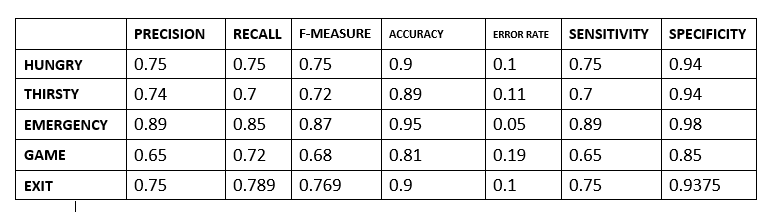 PRECISION RECALL F-MEASURE ACCURACY ERROR RATE SENSITIVITY SPECIFICITY
HUNGRY 0.75 0.75 0.75 0.9 0.1 0.75 0.94
THIRSTY 0.74 0.7 0.72 0.89 0.11 0.7 0.94
EMERGENCY 0.89 0.85 0.87 0.95 0.05 0.89 0.98
GAME 0.65 0.72 0.68 0.81 0.19 0.65 0.85
EXIT 0.75 0.789 0.769 0.9 0.1 0.75 0.9375